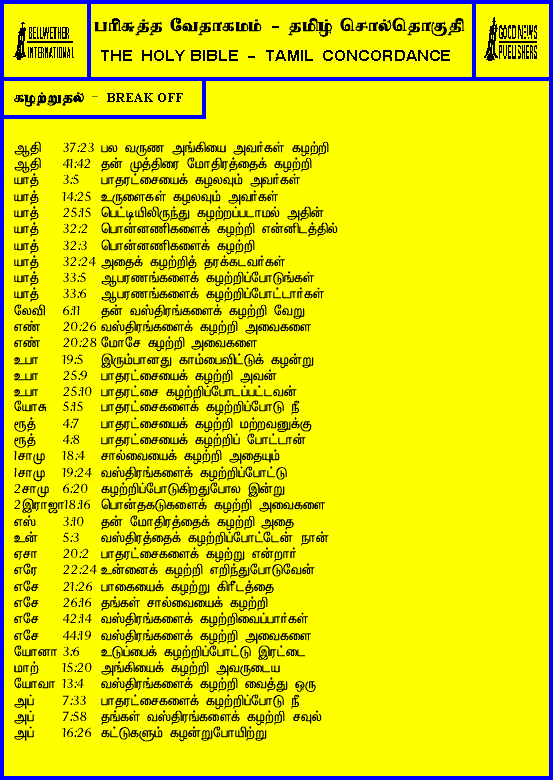 BELLWETHER
INTERNATIONAL
பரிசுத்த வேதாகமம் - தமிழ் சொல்தொகுதி
THE HOLY BIBLE - TAMIL CONCORDANCE
GOOD NEWS
PUBLISHERS
கழற்றுதல் - BREAK OFF
ஆதி 37:23 பல வருண அங்கியை அவர்கள் கழற்றி
ஆதி 41:42 தன் முத்திரை மோதிரத்தைக் கழற்றி
யாத் 3:5 பாதரட்சையைக் கழலவும் அவர்கள்
யாத் 14:25 உருளைகள் கழலவும் அவர்கள்
யாத் 25:15 பெட்டியிலிருந்து கழற்றப்படாமல் அதின்
யாத் 32:2 பொன்னணிகளைக் கழற்றி என்னிடத்தில்
யாத் 32:3 பொன்னணிகளைக் கழற்றி
யாத் 32:24 அதைக் கழற்றித் தரக்கடவர்கள்
யாத் 33:5 ஆபரணங்களைக் கழற்றிப்போடுங்கள்
யாத் 33:6 ஆபரணங்களைக் கழற்றிப்போட்டார்கள்
லேவி 6:11 தன் வஸ்திரங்களைக் கழற்றி வேறு
எண் 20:26 வஸ்திரங்களைக் கழற்றி அவைகளை
எண் 20:28 மோசே கழற்றி அவைகளை
உபா 19:5 இரும்பானது காம்பைவிட்டுக் கழன்று
உபா 25:9 பாதரட்சையைக் கழற்றி அவன்
உபா 25:10 பாதரட்சை கழற்றிப்போடப்பட்டவன்
யோசு 5:15 பாதரட்சைகளைக் கழற்றிப்போடு நீ
ரூத் 4:7 பாதரட்சையைக் கழற்றி மற்றவனுக்கு
ரூத் 4:8 பாதரட்சையைக் கழற்றிப் போட்டான்
1சாமு 18:4 சால்வையைக் கழற்றி அதையும்
1சாமு 19:24 வஸ்திரங்களைக் கழற்றிப்போட்டு
2சாமு 6:20 கழற்றிப்போடுகிறதுபோல இன்று
2இராஜா18:16 பொன்தகடுகளைக் கழற்றி அவைகளை
எஸ் 3:10 தன் மோதிரத்தைக் கழற்றி அதை
உன் 5:3 வஸ்திரத்தைக் கழற்றிப்போட்டேன் நான்
ஏசா 20:2 பாதரட்சைகளைக் கழற்று என்றார்
எரே 22:24 உன்னைக் கழற்றி எறிந்துபோடுவேன்
எசே 21:26 பாகையைக் கழற்று கிரீடத்தை
எசே 26:16 தங்கள் சால்வையைக் கழற்றி
எசே 42:14 வஸ்திரங்களைக் கழற்றிவைப்பார்கள்
எசே 44:19 வஸ்திரங்களைக் கழற்றி அவைகளை
யோனா 3:6 உடுப்பைக் கழற்றிப்போட்டு இரட்டை
மாற் 15:20 அங்கியைக் கழற்றி அவருடைய
யோவா 13:4 வஸ்திரங்களைக் கழற்றி வைத்து ஒரு
அப் 7:33 பாதரட்சைகளைக் கழற்றிப்போடு நீ
அப் 7:58 தங்கள் வஸ்திரங்களைக் கழற்றி சவுல்
அப் 16:26 கட்டுகளும் கழன்றுபோயிற்று